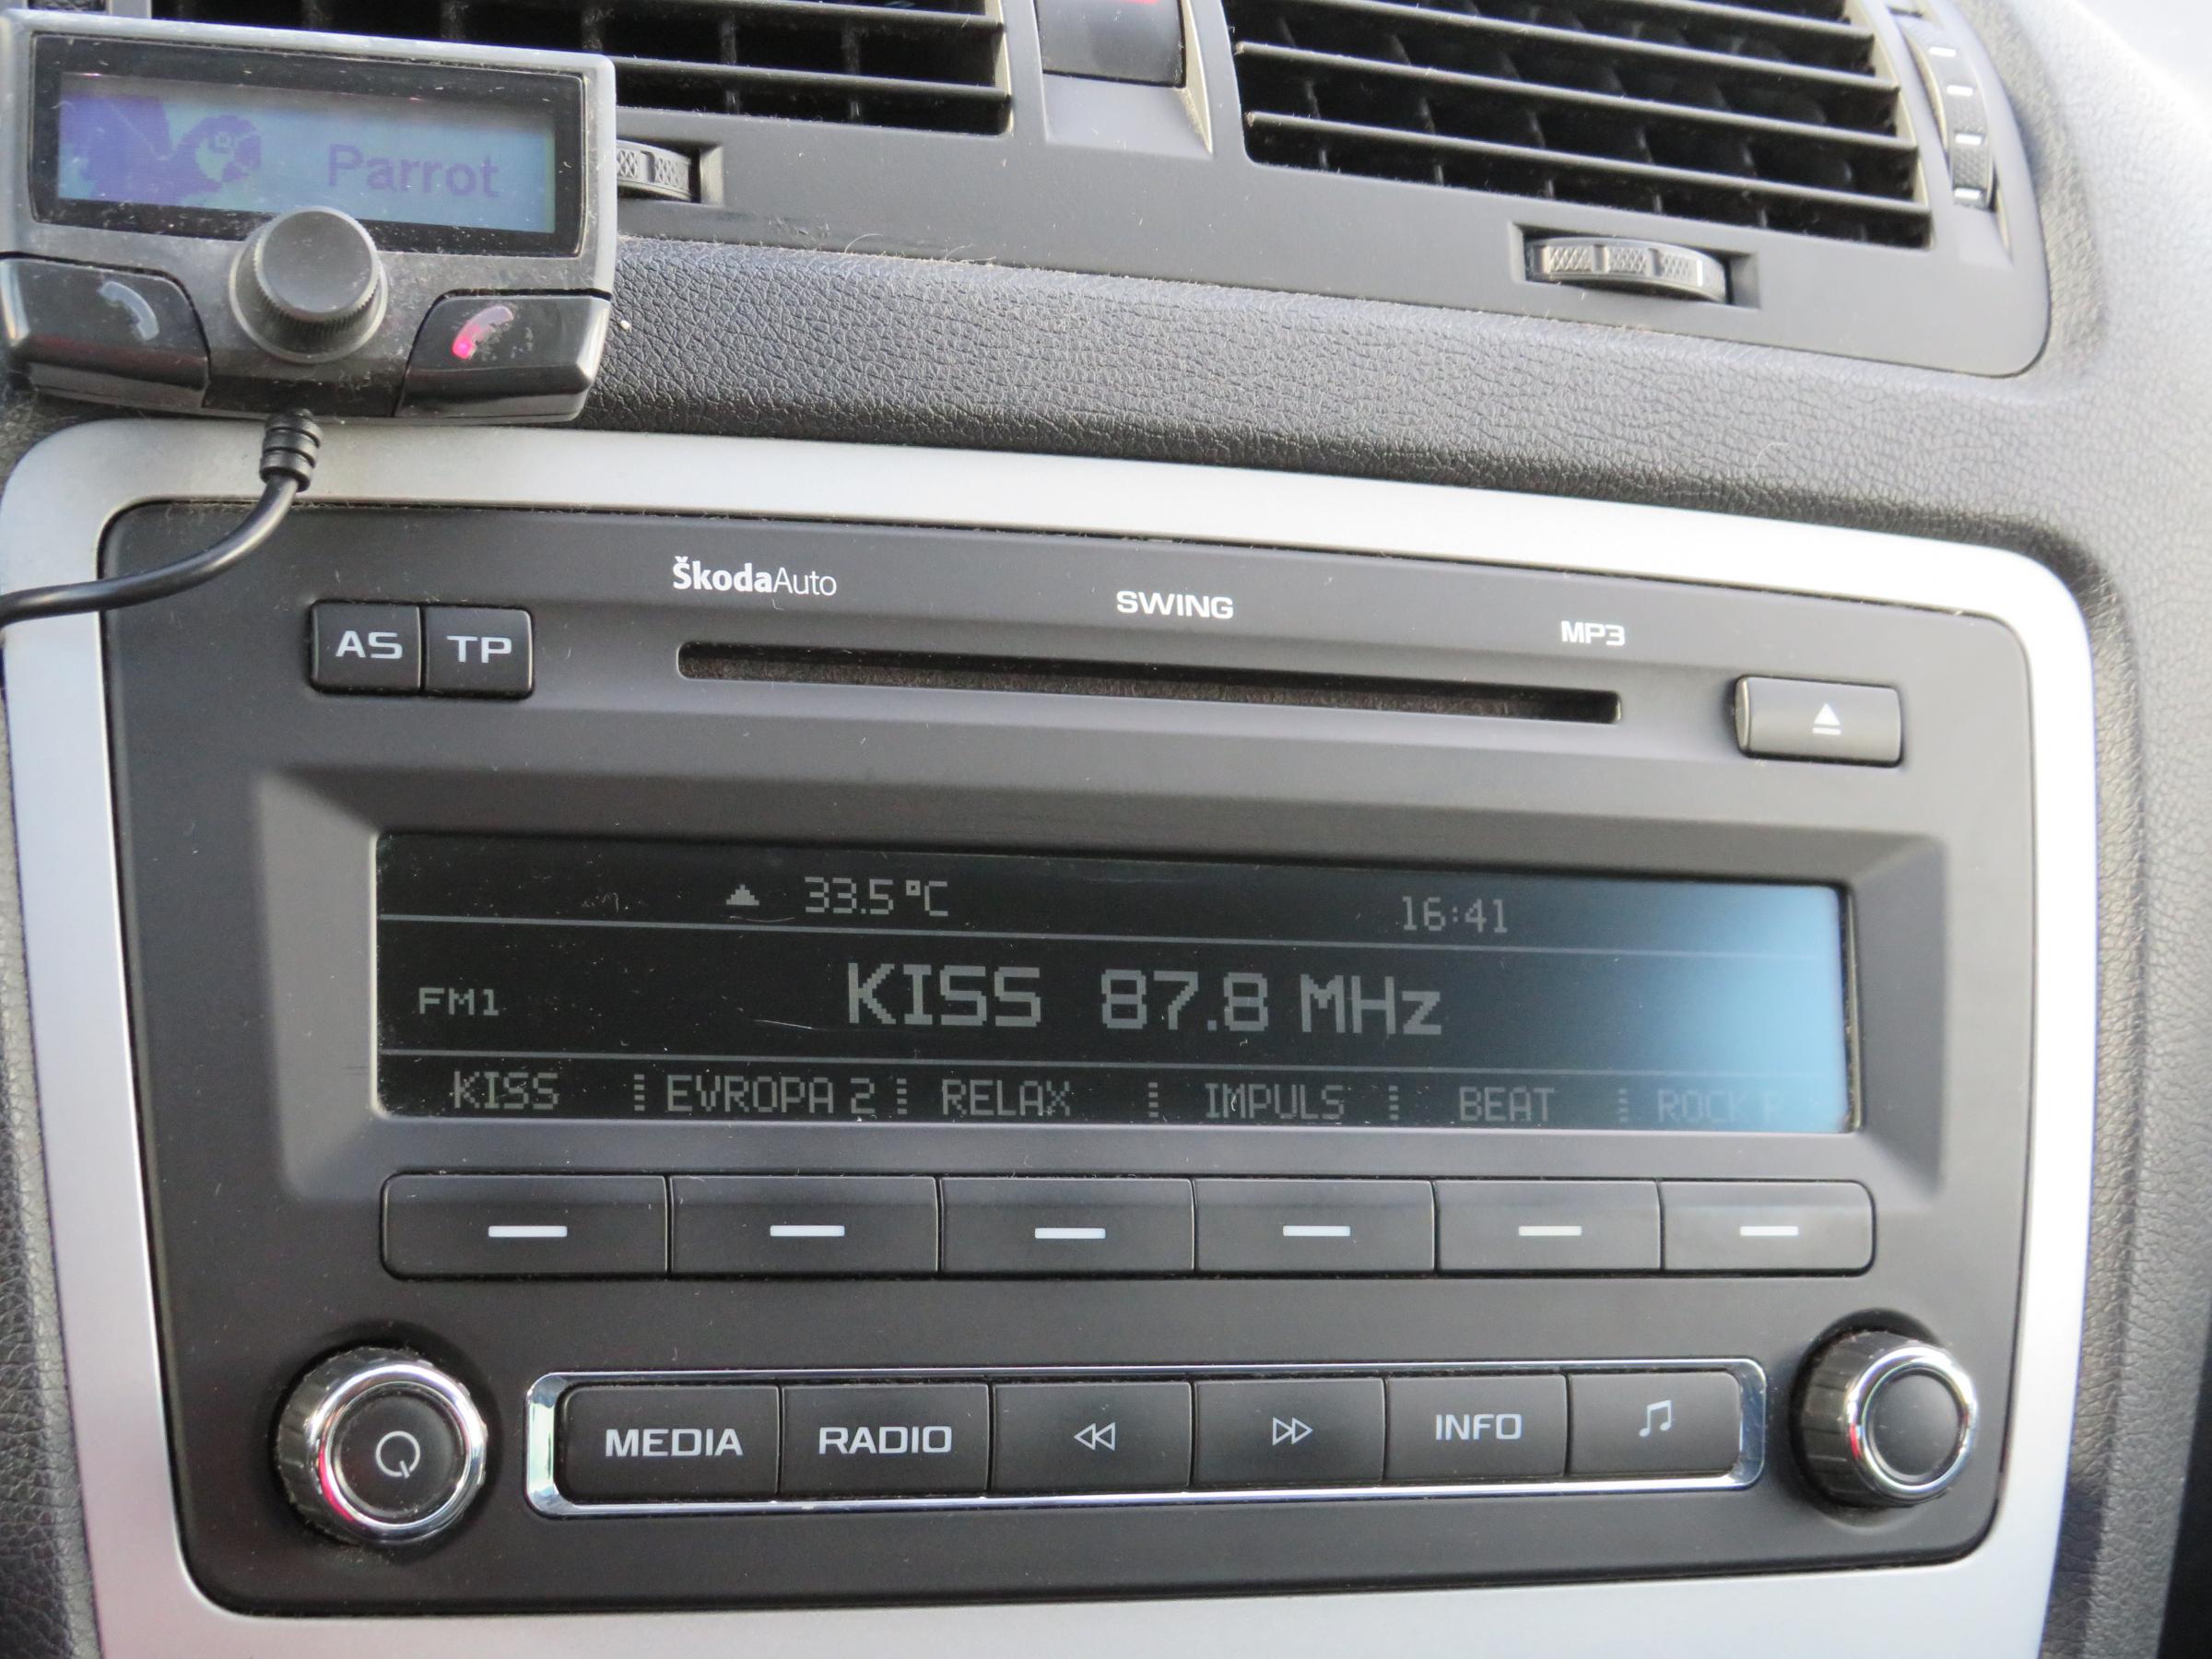 Parrot
ŠkodaAuto SWING MP3
AS TP
33.5°C 16:41
FM1 KISS 87.8 MHz
KISS EVROPA 2 RELAX IMPULS BEAT ROCK
MEDIA RADIO INFO